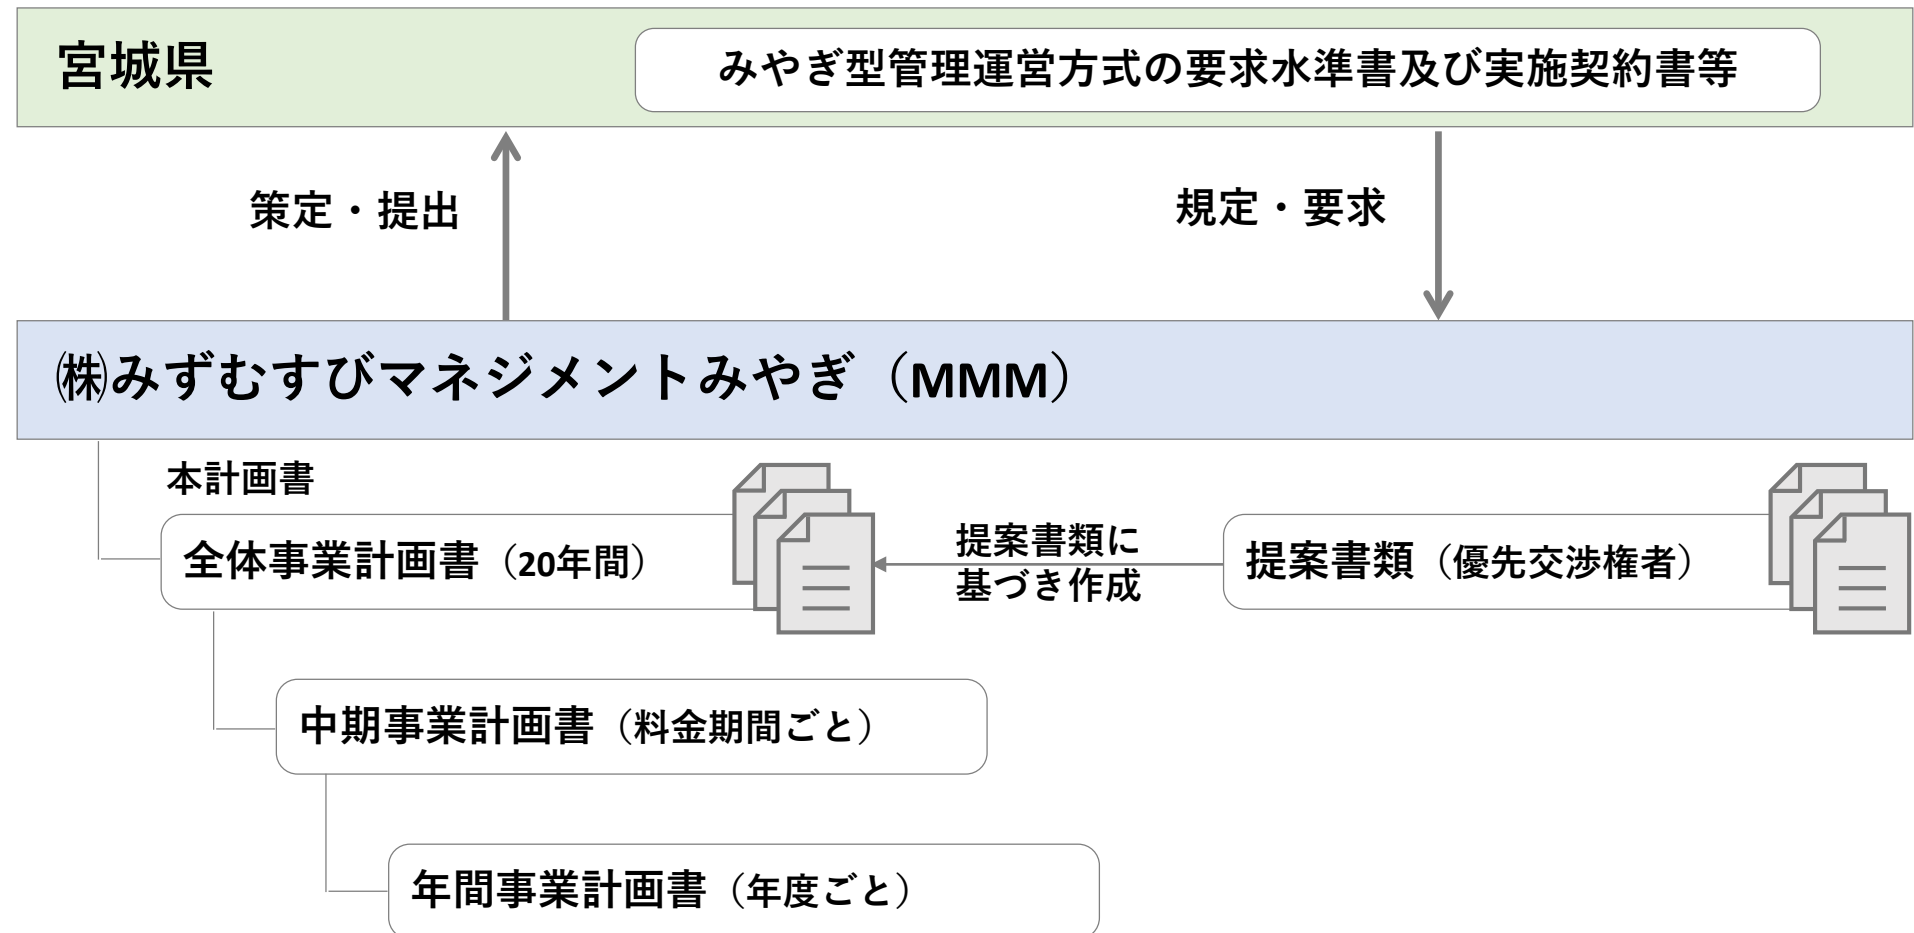 宮城県
みやぎ型管理運営方式の要求水準書及び実施契約書等
策定・提出
規定・要求
㈱みずむすびマネジメントみやぎ（MMM）
本計画書
全体事業計画書（20年間）
提案書類に
基づき作成
提案書類（優先交渉権者）
中期事業計画書（料金期間ごと）
年間事業計画書（年度ごと）